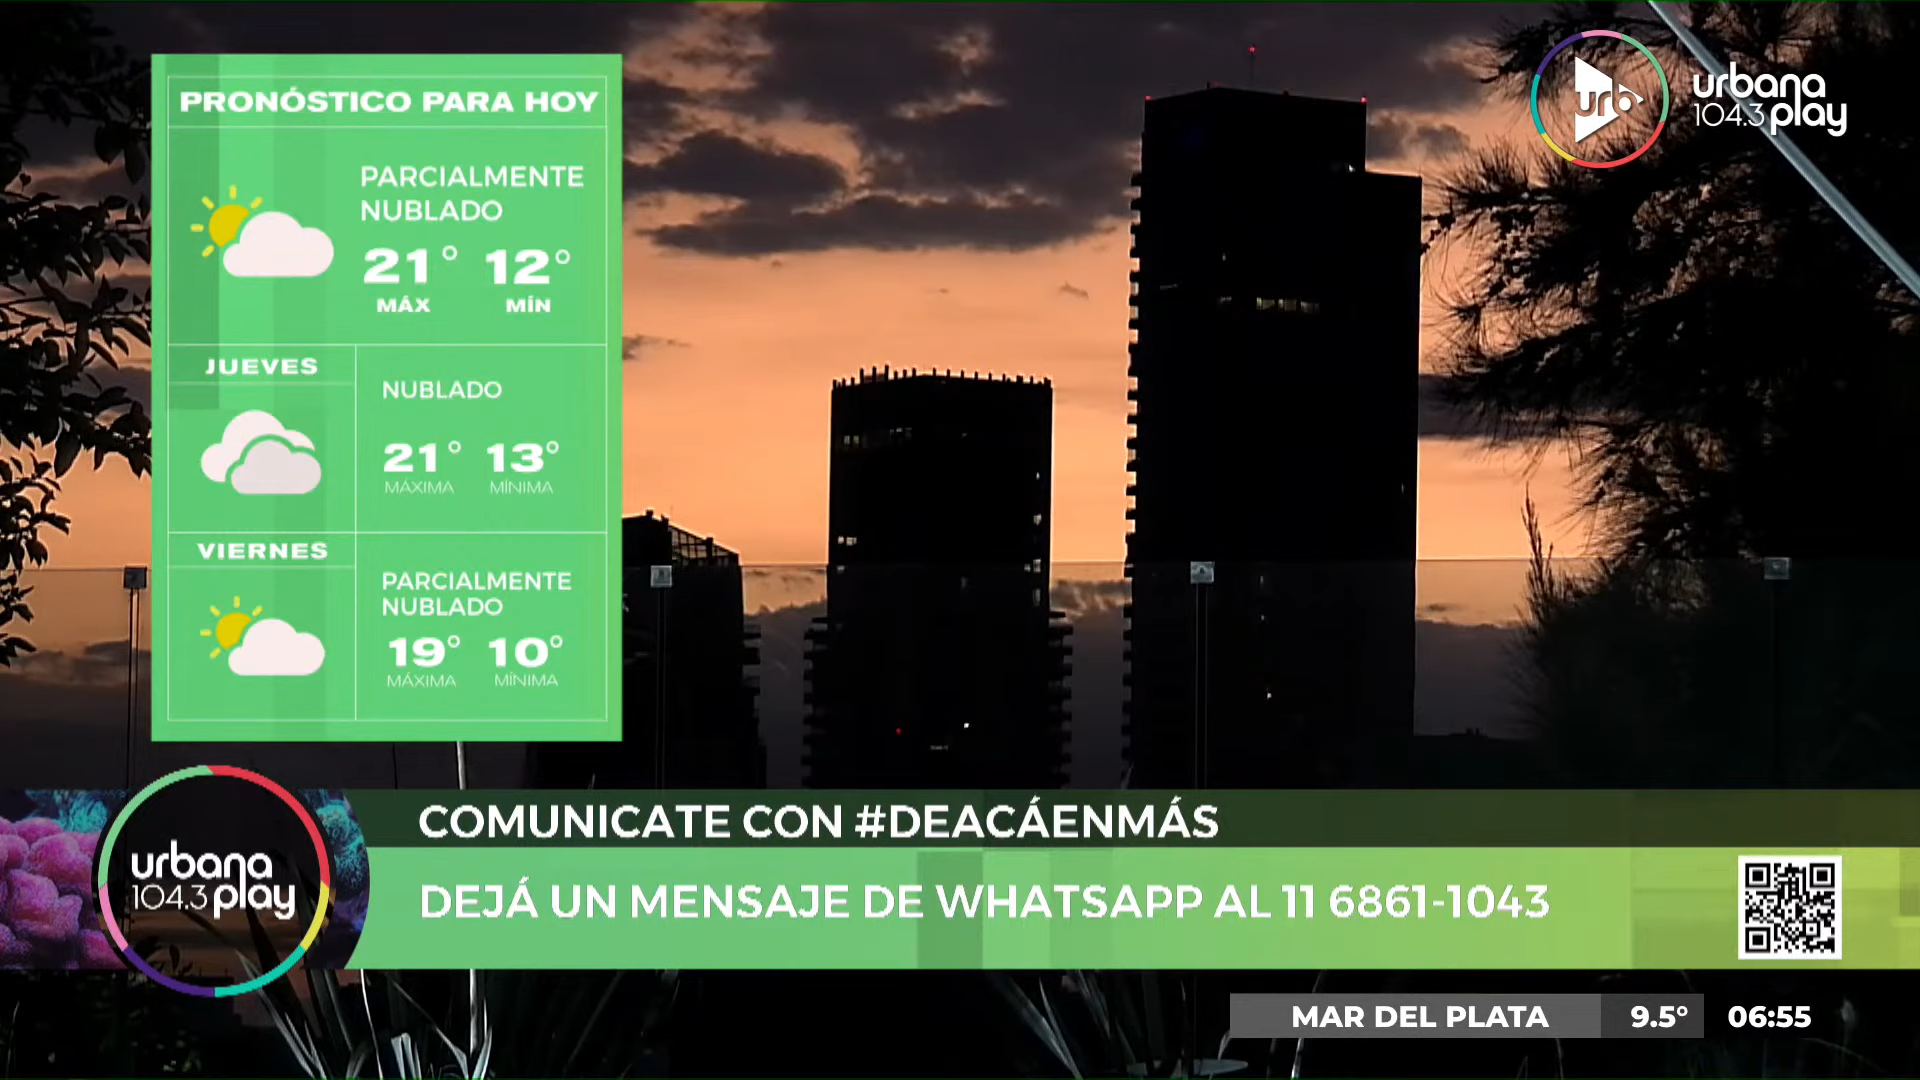 PRONÓSTICO PARA HOY
PARCIALMENTE
NUBLADO
21° 12°
MÁX MÍN
JUEVES
NUBLADO
21° 13°
MÁXIMA MÍNIMA
VIERNES
PARCIALMENTE
NUBLADO
19° 10°
MÁXIMA MÍNIMA
urb
urbana
104.3 play
COMUNICATE CON #DEACÁENMÁS
urbana
104.3 play
DEJÁ UN MENSAJE DE WHATSAPP AL 11 6861-1043
MAR DEL PLATA 9.5° 06:55